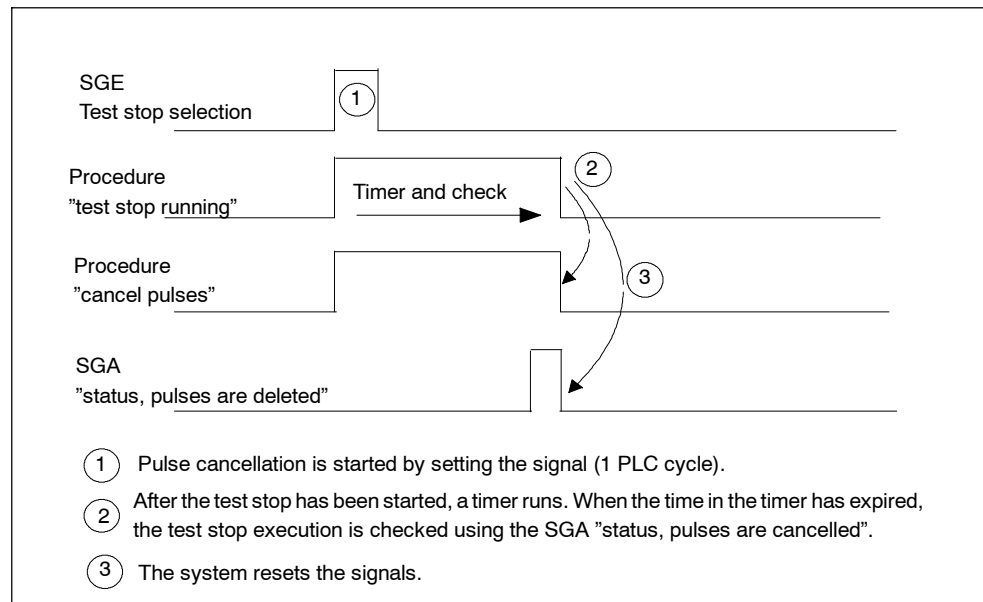 SGE
Test stop selection
1
Procedure
”test stop running”
Timer and check
2
Procedure
”cancel pulses”
3
SGA
”status, pulses are deleted”
1 Pulse cancellation is started by setting the signal (1 PLC cycle).
2 After the test stop has been started, a timer runs. When the time in the timer has expired,
the test stop execution is checked using the SGA ”status, pulses are cancelled”.
3 The system resets the signals.